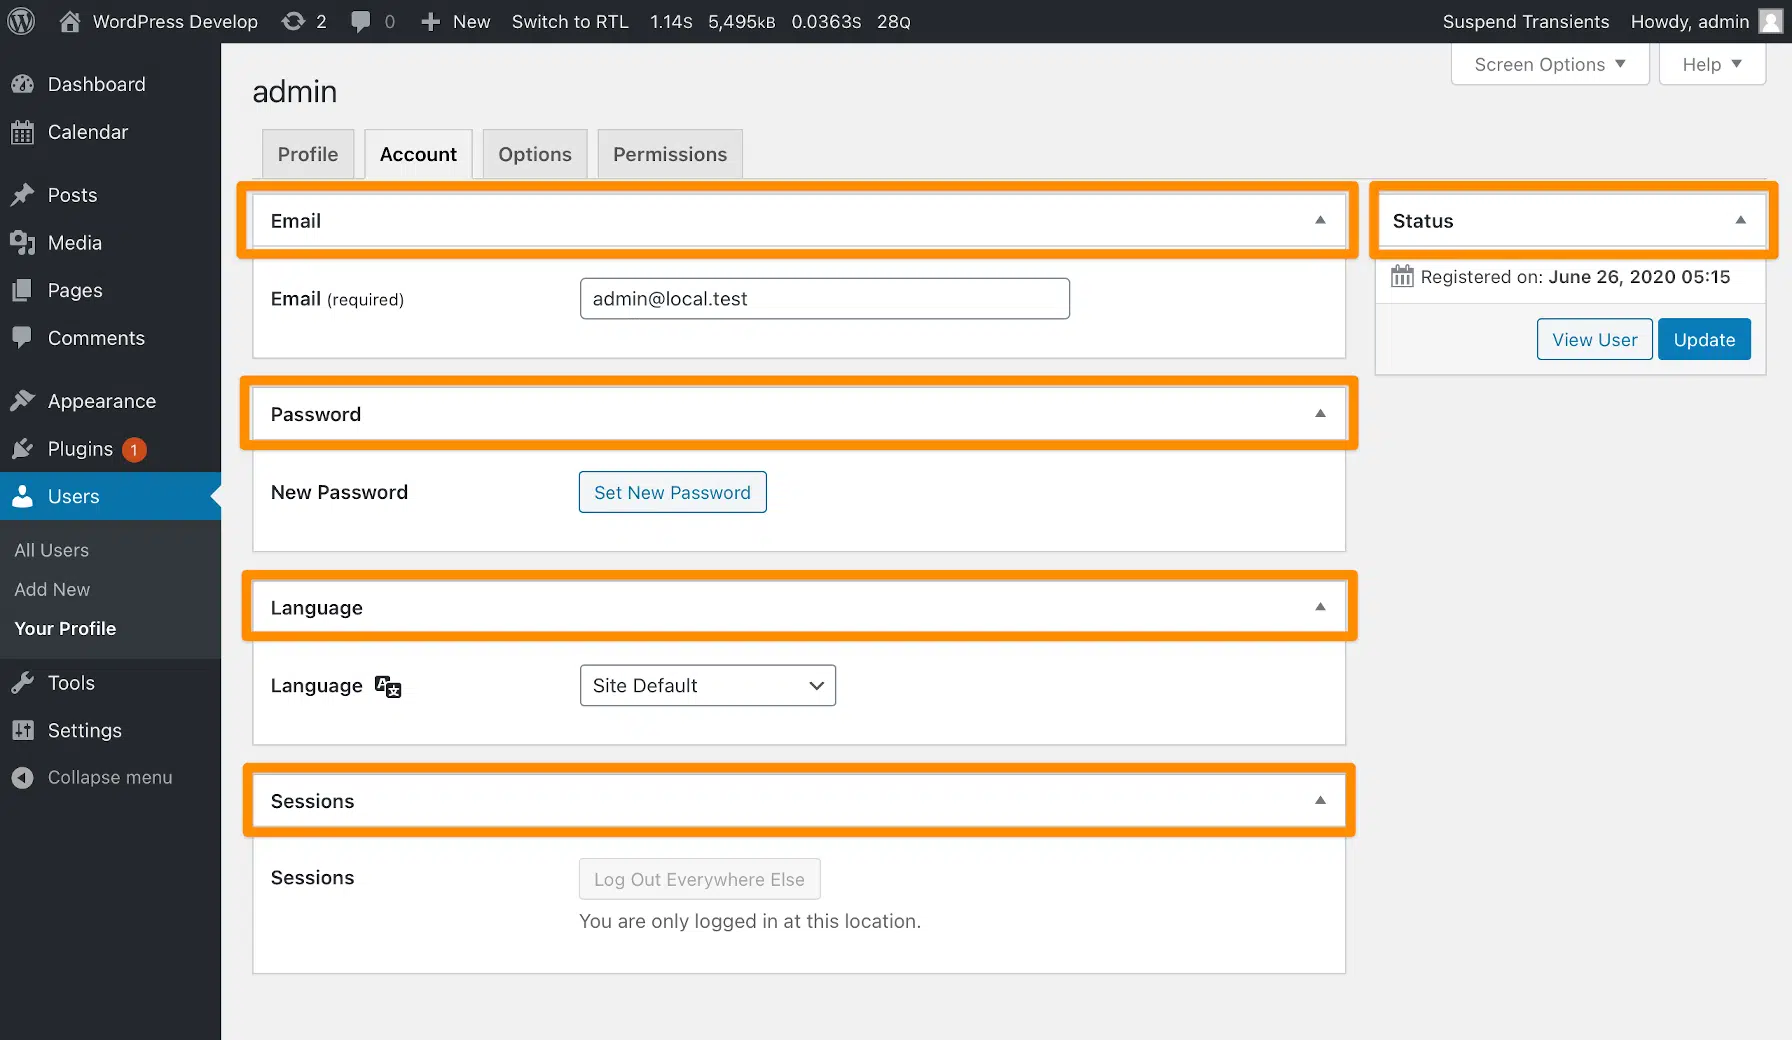 WordPress Develop 2 0 New Switch to RTL 1.14S 5,495KB 0.0363S 28Q Suspend Transients Howdy, admin
Screen Options Help
Dashboard
Calendar
Posts
Media
Pages
Comments
Appearance
Plugins 1
Users
All Users
Add New
Your Profile
Tools
Settings
Collapse menu
admin
Profile Account Options Permissions
Email
Email (required) admin@local.test
Password
New Password Set New Password
Language
Language Site Default
Sessions
Sessions Log Out Everywhere Else
You are only logged in at this location.
Status
Registered on: June 26, 2020 05:15
View User Update